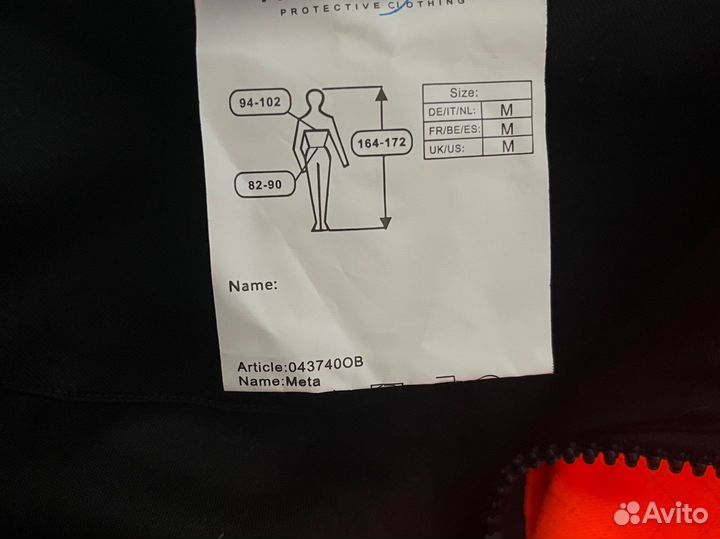 PROTECTIVE CLOTHING
94-102
164-172
82-90
Size:
DE/IT/NL: M
FR/BE/ES: M
UK/US: M
Name:
Article:043740OB
Name:Meta
Avito